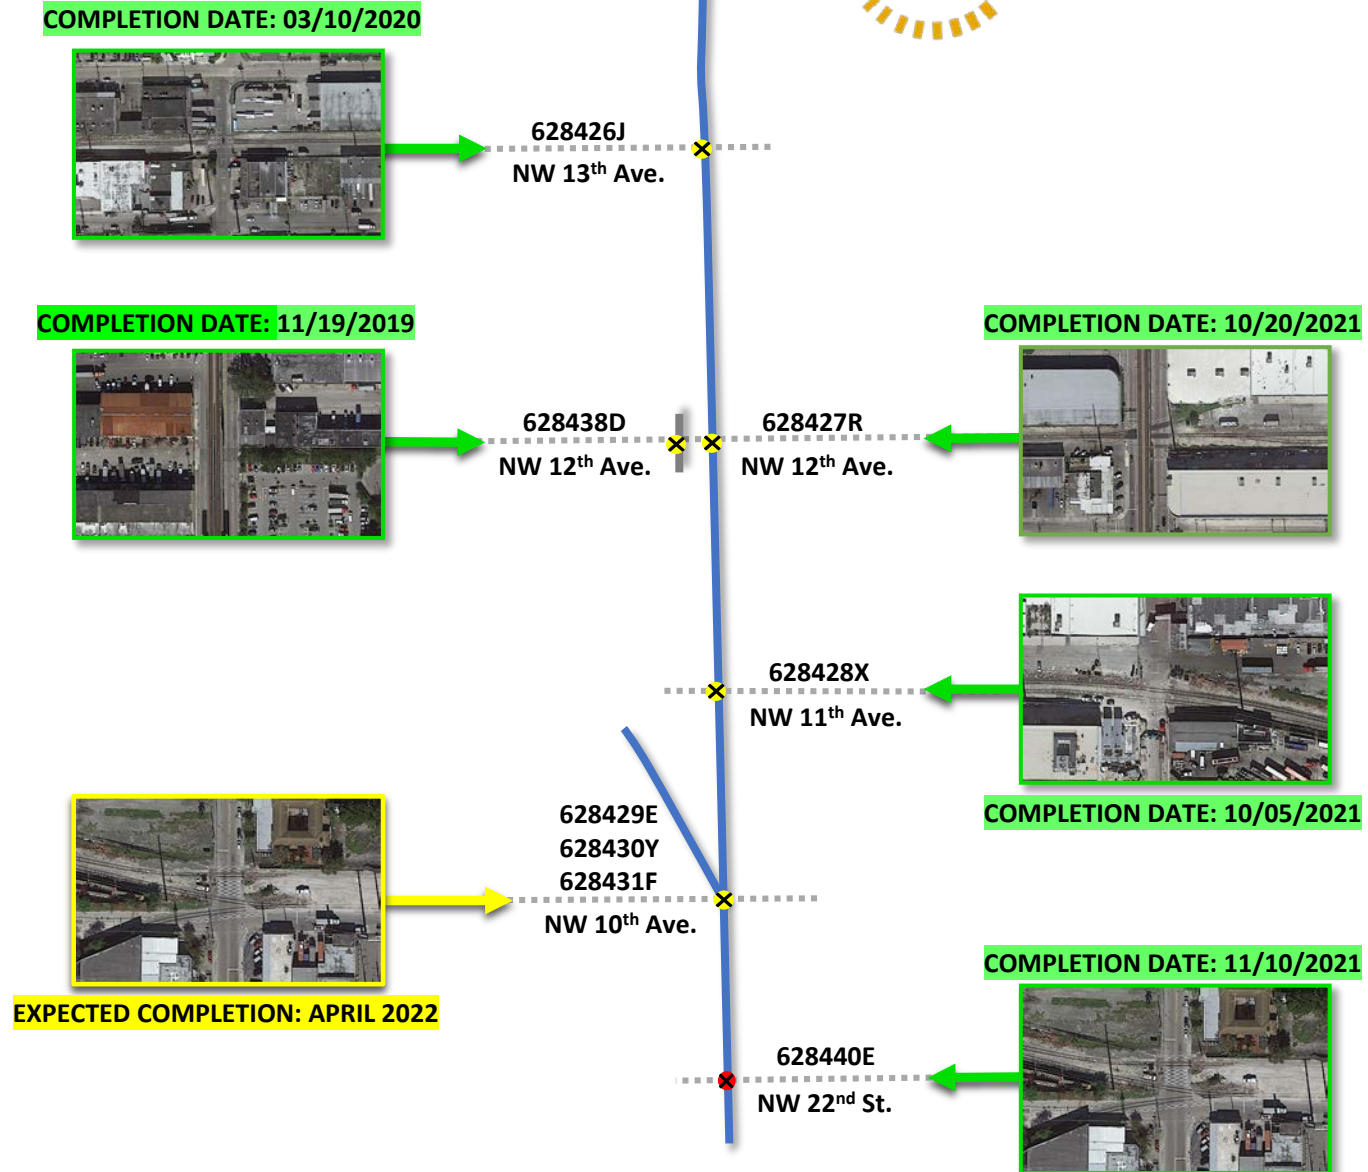 COMPLETION DATE: 03/10/2020
628426J
NW 13th Ave.
COMPLETION DATE: 11/19/2019
COMPLETION DATE: 10/20/2021
628438D
628427R
NW 12th Ave.
NW 12th Ave.
628428X
NW 11th Ave.
COMPLETION DATE: 10/05/2021
628429E
628430Y
628431F
NW 10th Ave.
EXPECTED COMPLETION: APRIL 2022
COMPLETION DATE: 11/10/2021
628440E
NW 22nd St.